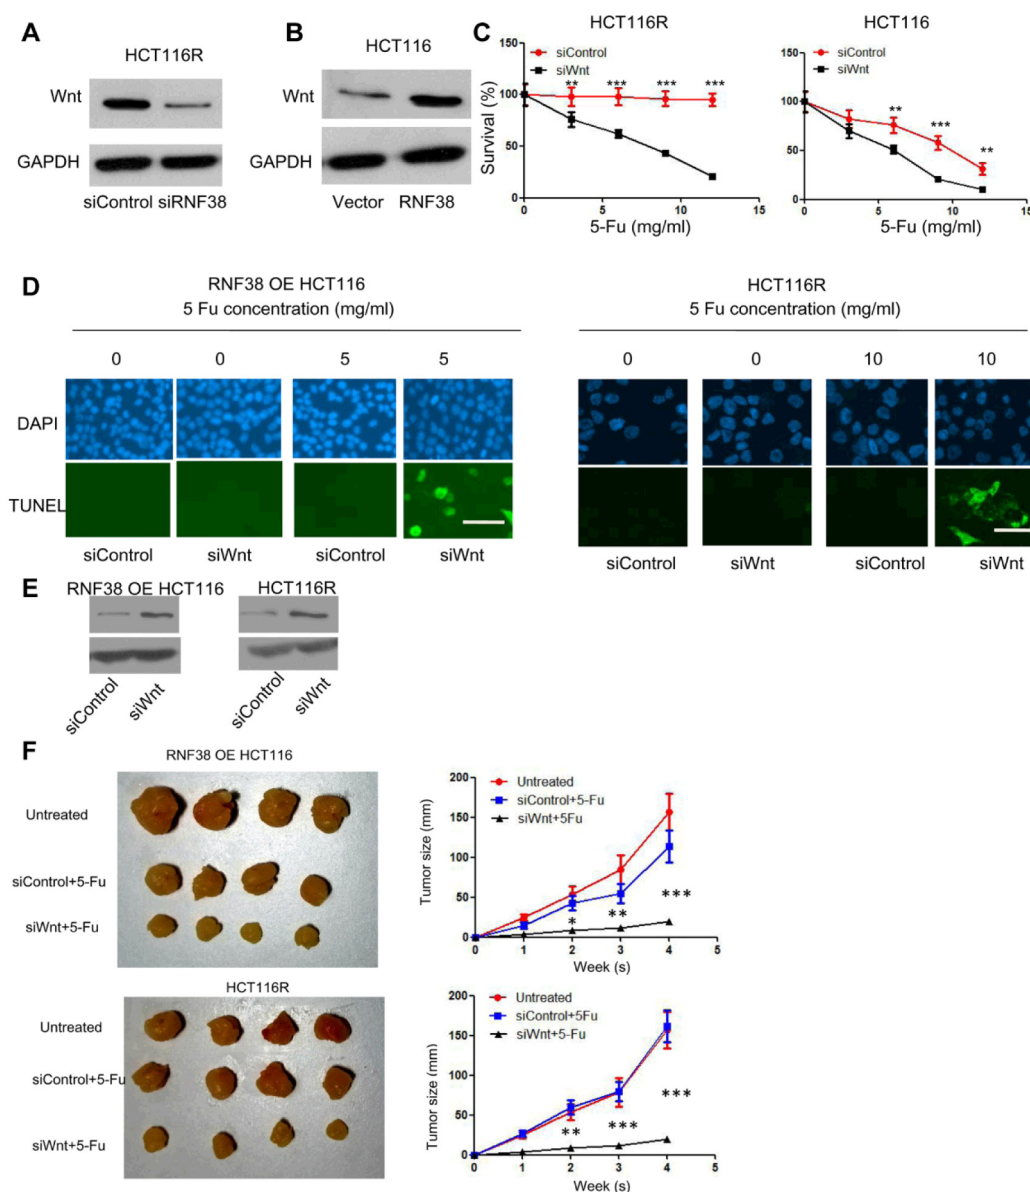 A
HCT116R
Wnt
GAPDH
siControl siRNF38
B
HCT116
Wnt
GAPDH
Vector RNF38
C
HCT116R
siControl
siWnt
** *** *** ***
Survival (%)
150
100
50
0
0 5 10 15
5-Fu (mg/ml)
HCT116
siControl
siWnt
** *** **
150
100
50
0
0 5 10 15
5-Fu (mg/ml)
D
RNF38 OE HCT116
5 Fu concentration (mg/ml)
0 0 5 5
DAPI
TUNEL
siControl siWnt siControl siWnt
HCT116R
5 Fu concentration (mg/ml)
0 0 10 10
siControl siWnt siControl siWnt
E
RNF38 OE HCT116
siControl siWnt
HCT116R
siControl siWnt
F
RNF38 OE HCT116
Untreated
siControl+5-Fu
siWnt+5-Fu
Untreated
siControl+5-Fu
siWnt+5Fu
Tumor size (mm)
200
150
100
50
0
* ** ***
0 1 2 3 4 5
Week (s)
HCT116R
Untreated
siControl+5-Fu
siWnt+5-Fu
Untreated
siControl+5Fu
siWnt+5-Fu
Tumor size (mm)
200
150
100
50
0
** *** ***
0 1 2 3 4 5
Week (s)